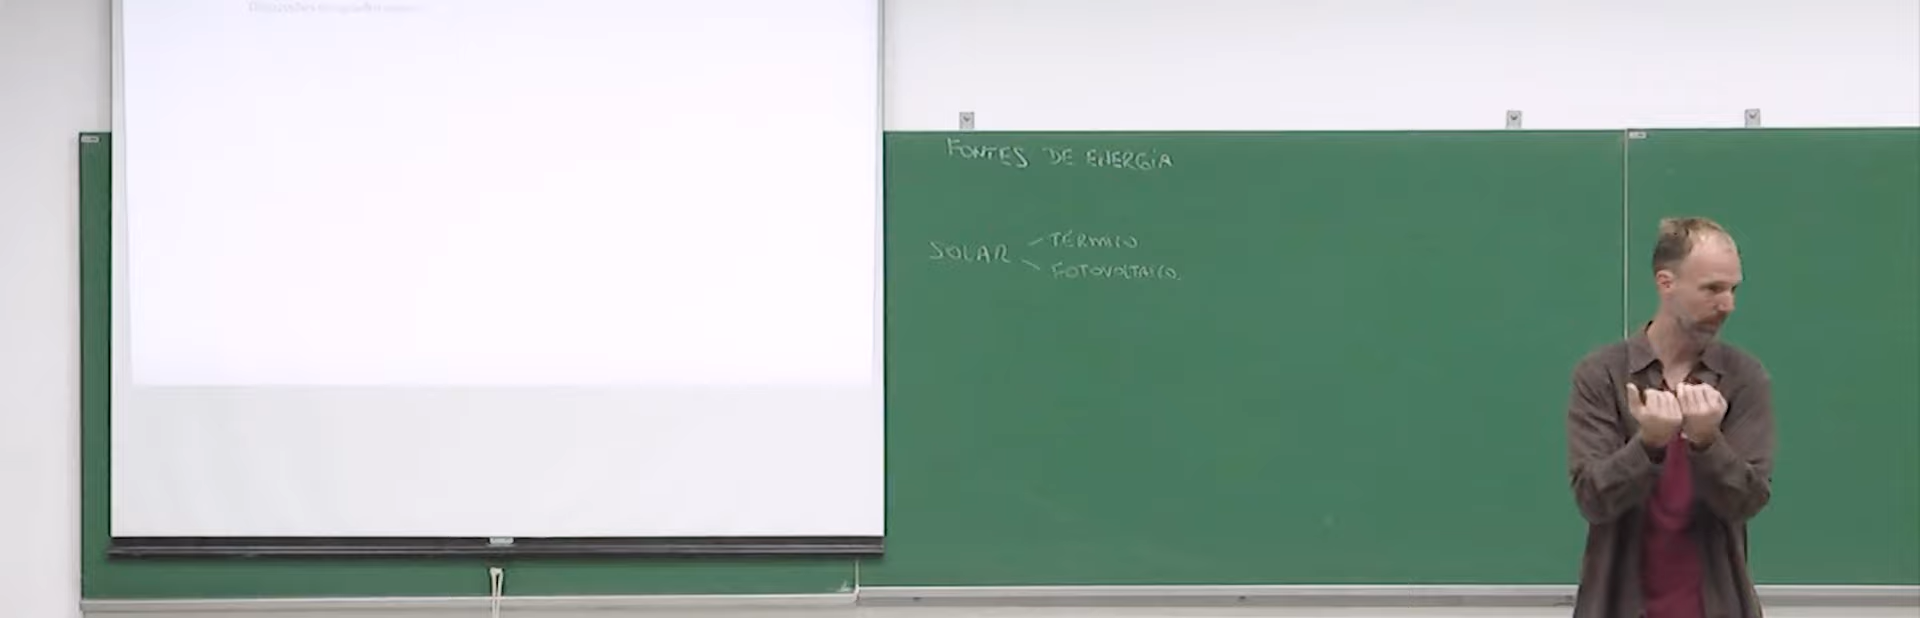 FONTES DE ENERGIA
TÉRMICO
SOLAR
FOTOVOLTAICO.